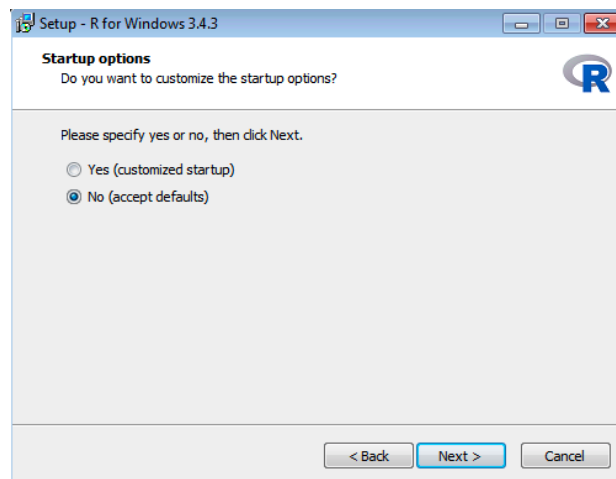 Setup - R for Windows 3.4.3
Startup options
Do you want to customize the startup options?
R
Please specify yes or no, then click Next.
Yes (customized startup)
No (accept defaults)
< Back
Next >
Cancel